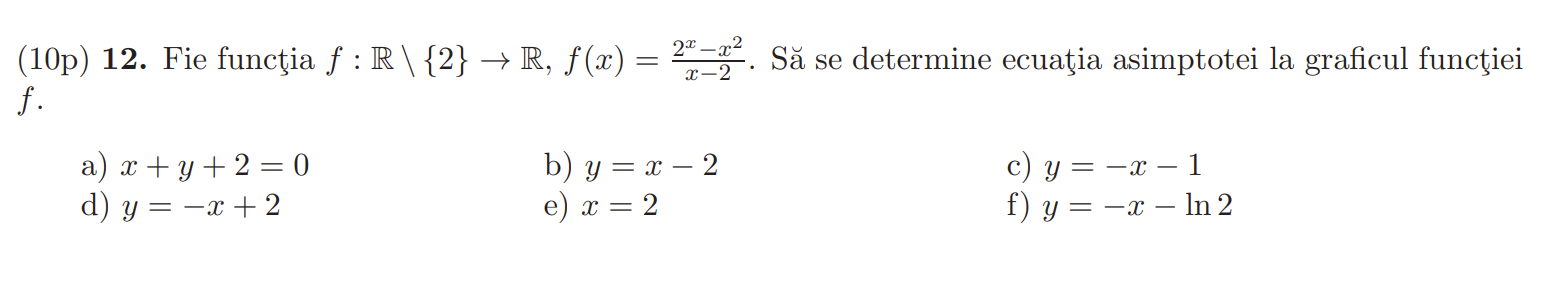 (10p) 12. Fie funcţia f : ℝ \ {2} → ℝ, f(x) = (2^x − x^2)/(x − 2). Să se determine ecuaţia asimptotei la graficul funcţiei
f.
a) x + y + 2 = 0 b) y = x − 2 c) y = −x − 1
d) y = −x + 2 e) x = 2 f) y = −x − ln 2